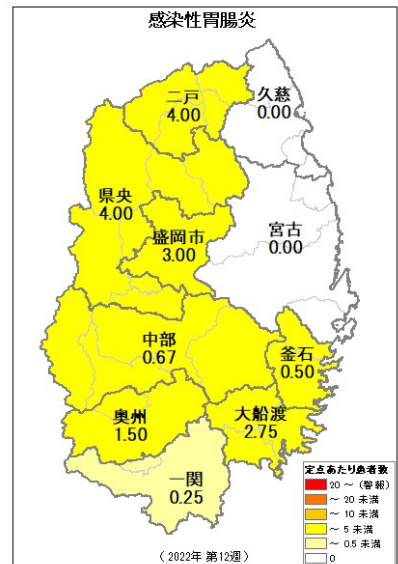 感染性胃腸炎
二戸
4.00
久慈
0.00
県央
4.00
盛岡市
3.00
宮古
0.00
中部
0.67
釜石
0.50
奥州
1.50
大船渡
2.75
一関
0.25
定点あたり患者数
20 ~ (警報)
~ 20 未満
~ 10 未満
~ 5 未満
~ 0.5 未満
0
(2022年 第12週)